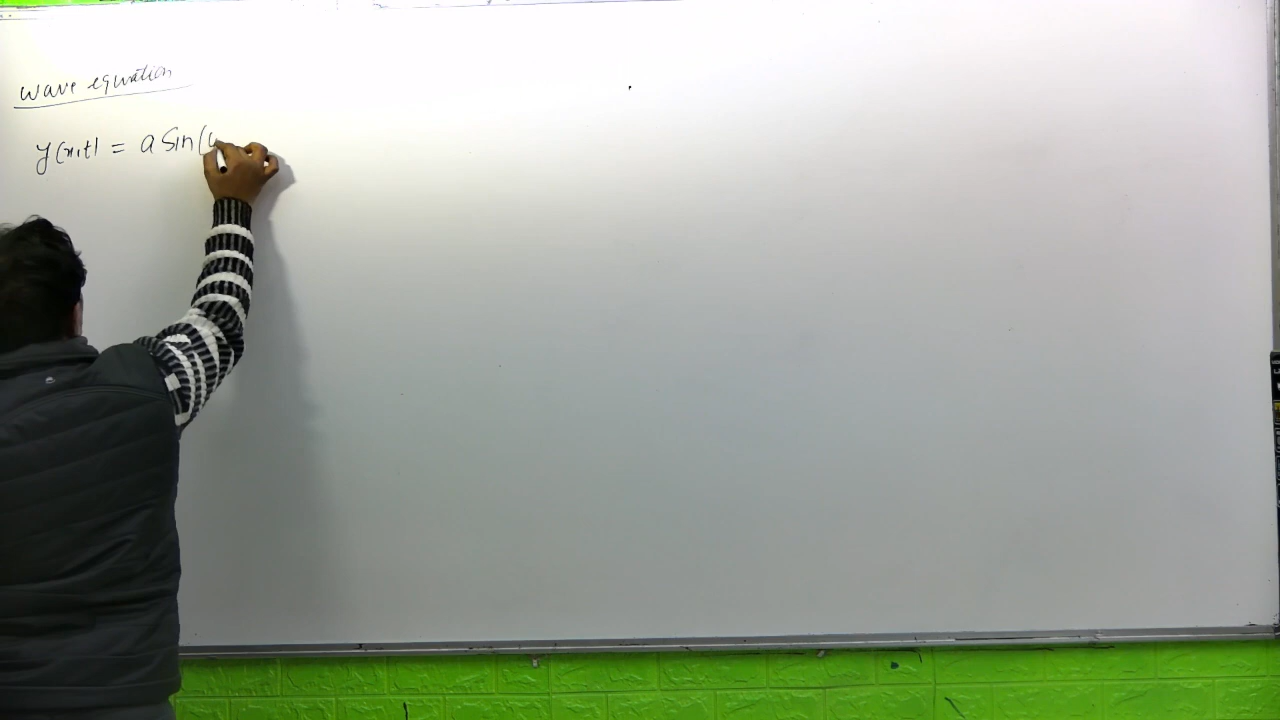 wave equation
y(x,t) = a Sin(